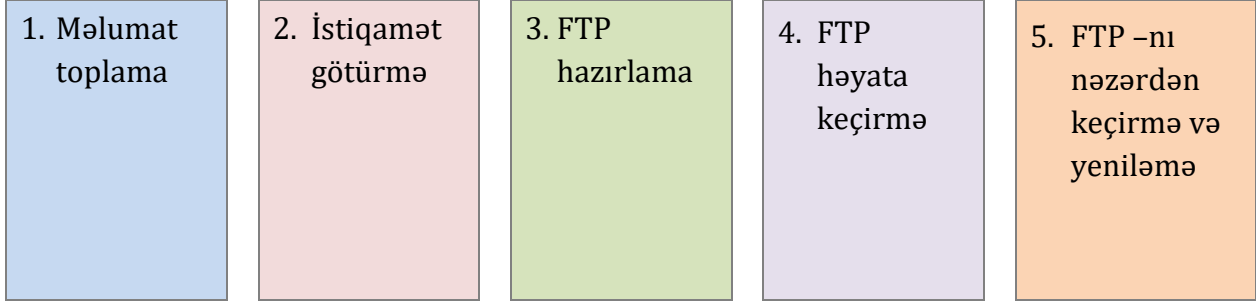 1. Məlumat
toplama
2. İstiqamət
götürmə
3. FTP
hazırlama
4. FTP
həyata
keçirmə
5. FTP –nı
nəzərdən
keçirmə və
yeniləmə